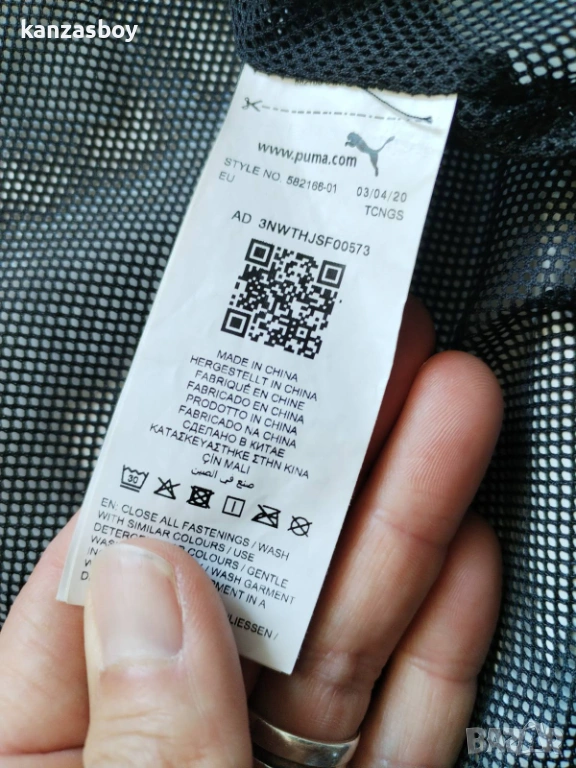 kanzasboy
www.puma.com
STYLE NO. 582166-01 03/04/20
EU TCNGS
AD 3NWTHJSF00573
MADE IN CHINA
HERGESTELLT IN CHINA
FABRIQUÉ EN CHINE
FABRICADO EN CHINA
PRODOTTO IN CHINA
FABRICADO NA CHINA
СДЕЛАНО В КИТАЕ
ΚΑΤΑΣΚΕΥΑΣΤΗΚΕ ΣΤΗΝ ΚΙΝΑ
ÇİN MALI
صنع في الصين
30
EN: CLOSE ALL FASTENINGS / WASH
WITH SIMILAR COLOURS / USE
COLOURS / GENTLE
/ WASH GARMENT
IN A
LIESSEN /
BAZAR